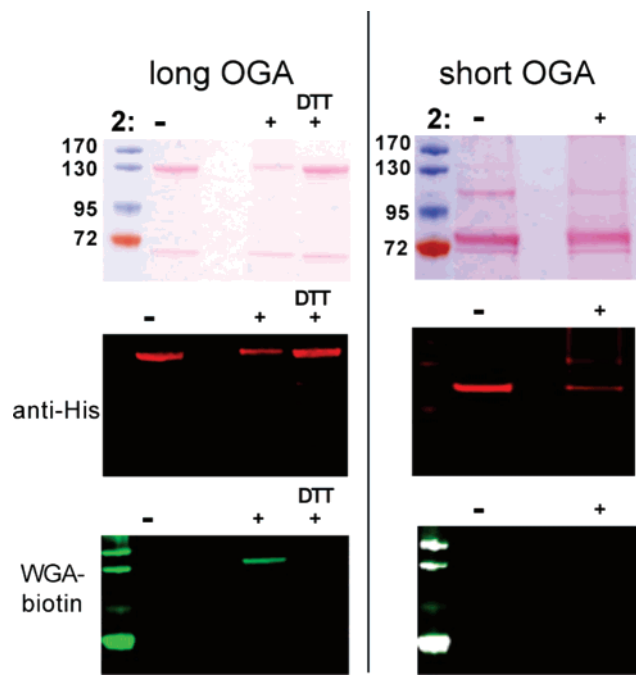 long OGA
short OGA
DTT
2: - + +
2: - +
170
130
95
72
170
130
95
72
DTT
- + +
- +
anti-His
DTT
- + +
- +
WGA-
biotin